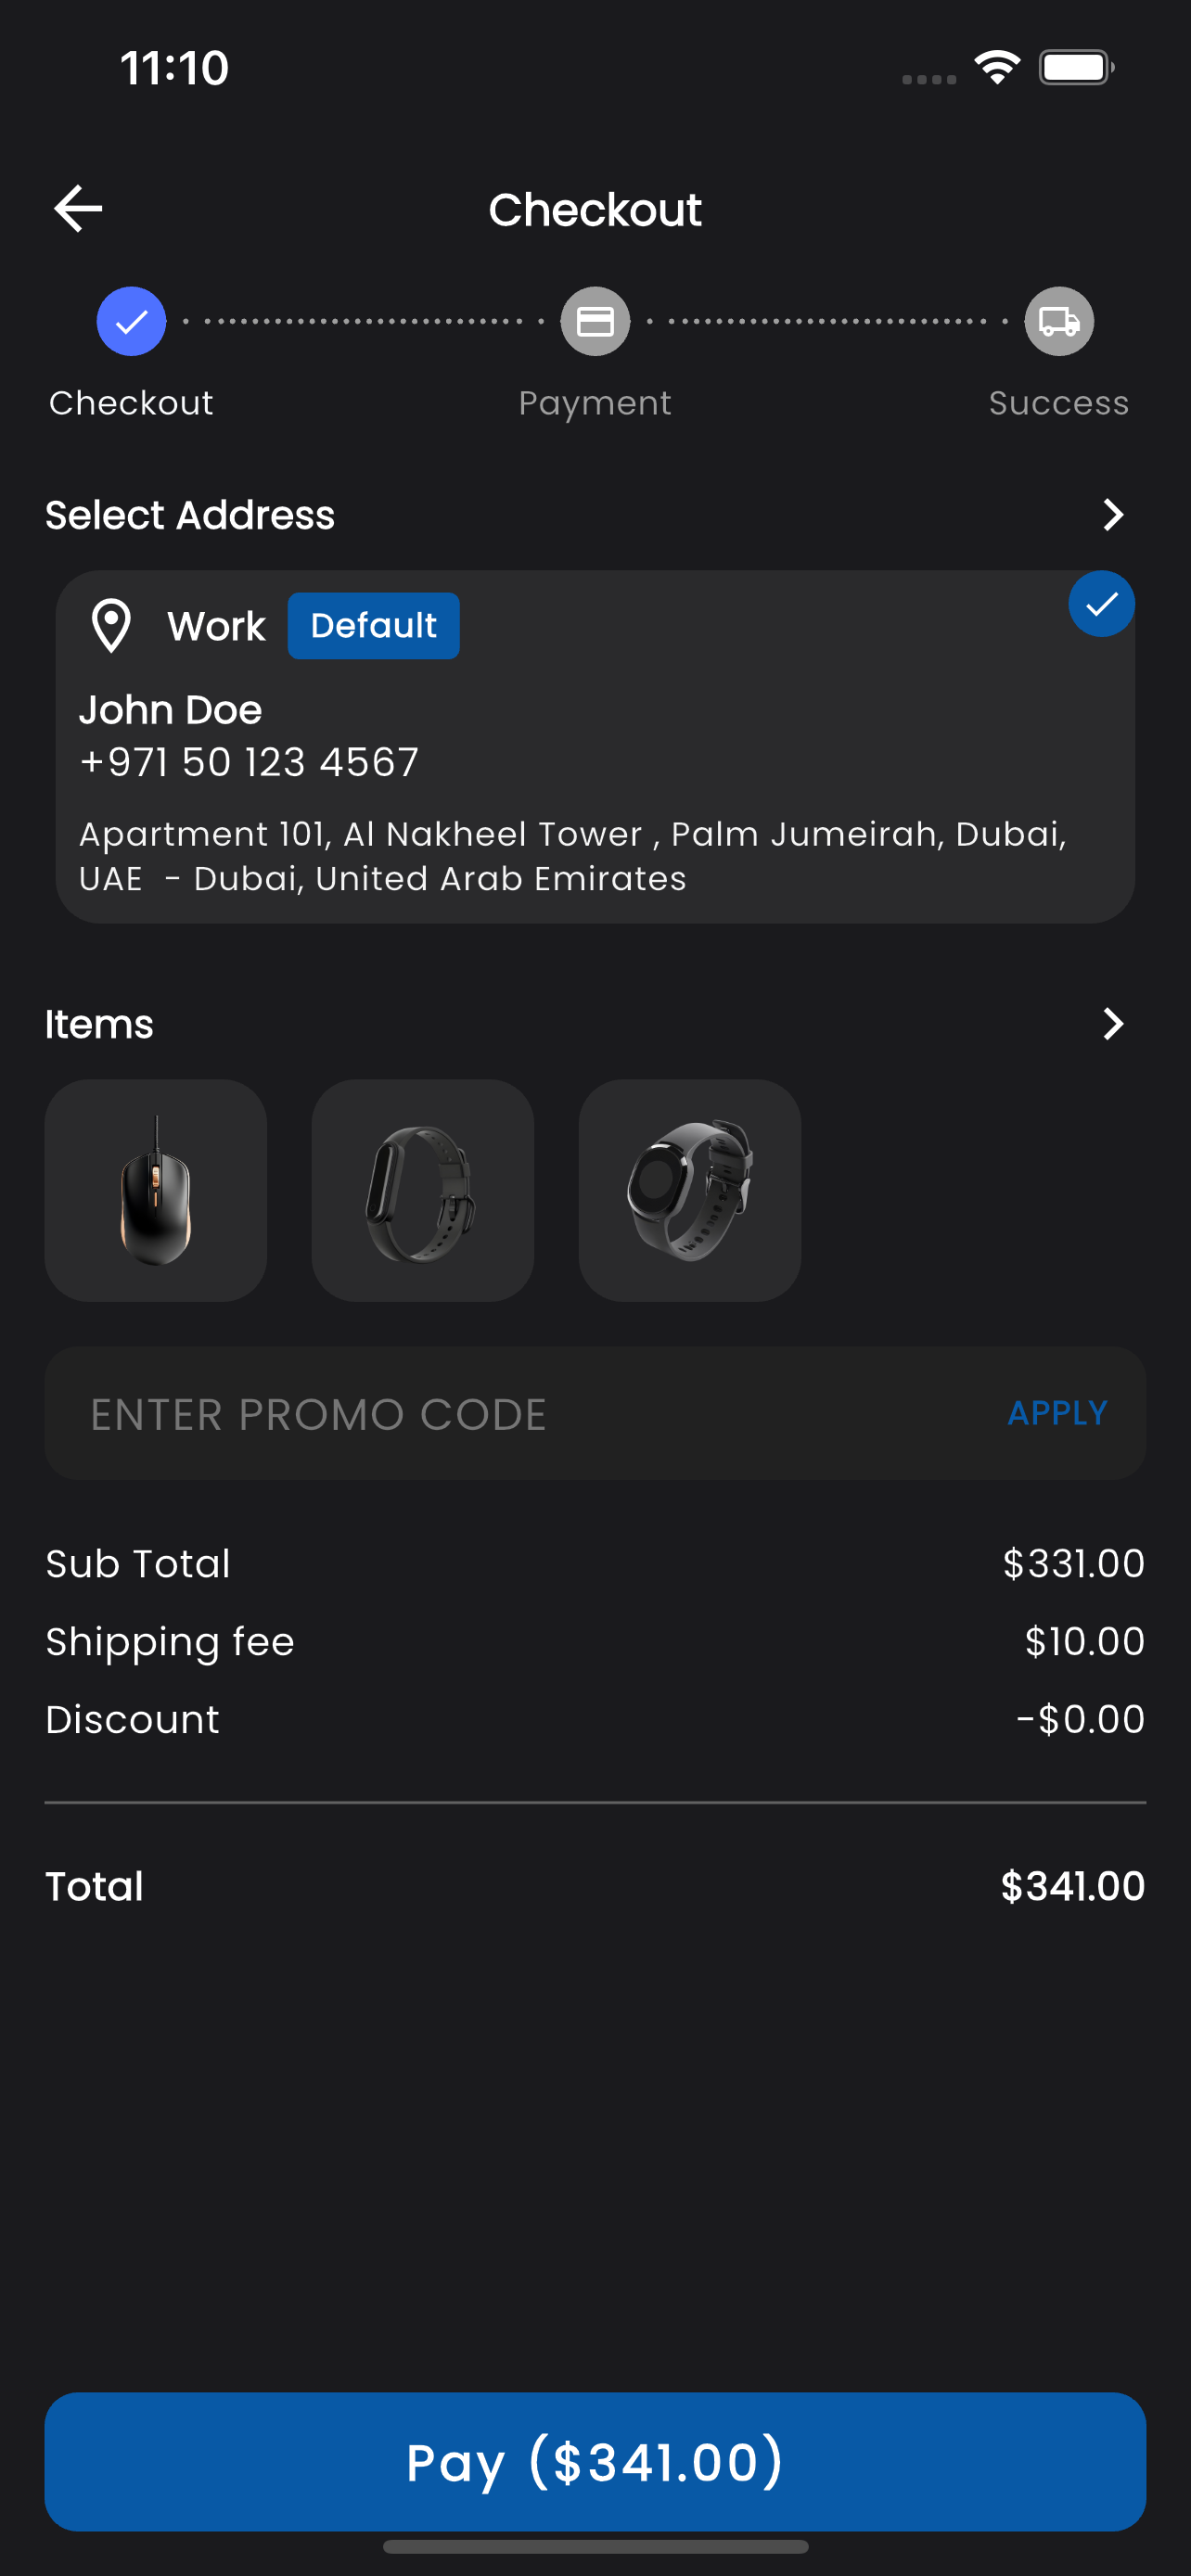 11:10
Checkout
Checkout
Payment
Success
Select Address
Work
Default
John Doe
+971 50 123 4567
Apartment 101, Al Nakheel Tower , Palm Jumeirah, Dubai,
UAE  - Dubai, United Arab Emirates
Items
ENTER PROMO CODE
APPLY
Sub Total
$331.00
Shipping fee
$10.00
Discount
-$0.00
Total
$341.00
Pay ($341.00)